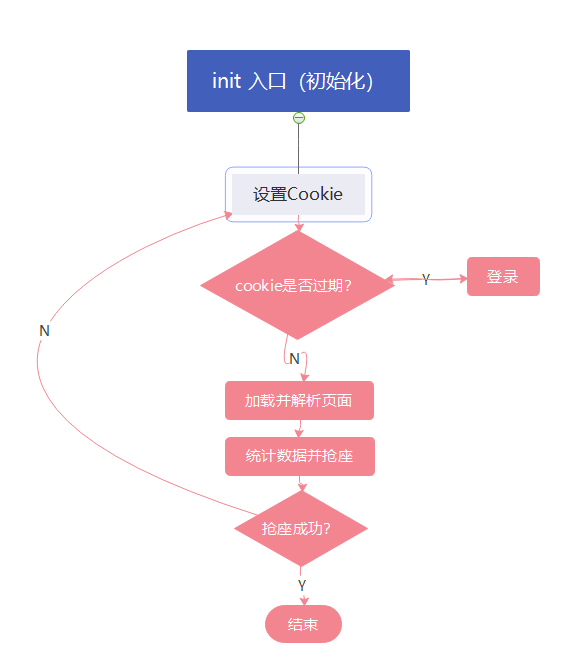 init 入口（初始化）
设置Cookie
cookie是否过期?
Y
登录
N
N
加载并解析页面
统计数据并抢座
抢座成功?
Y
结束